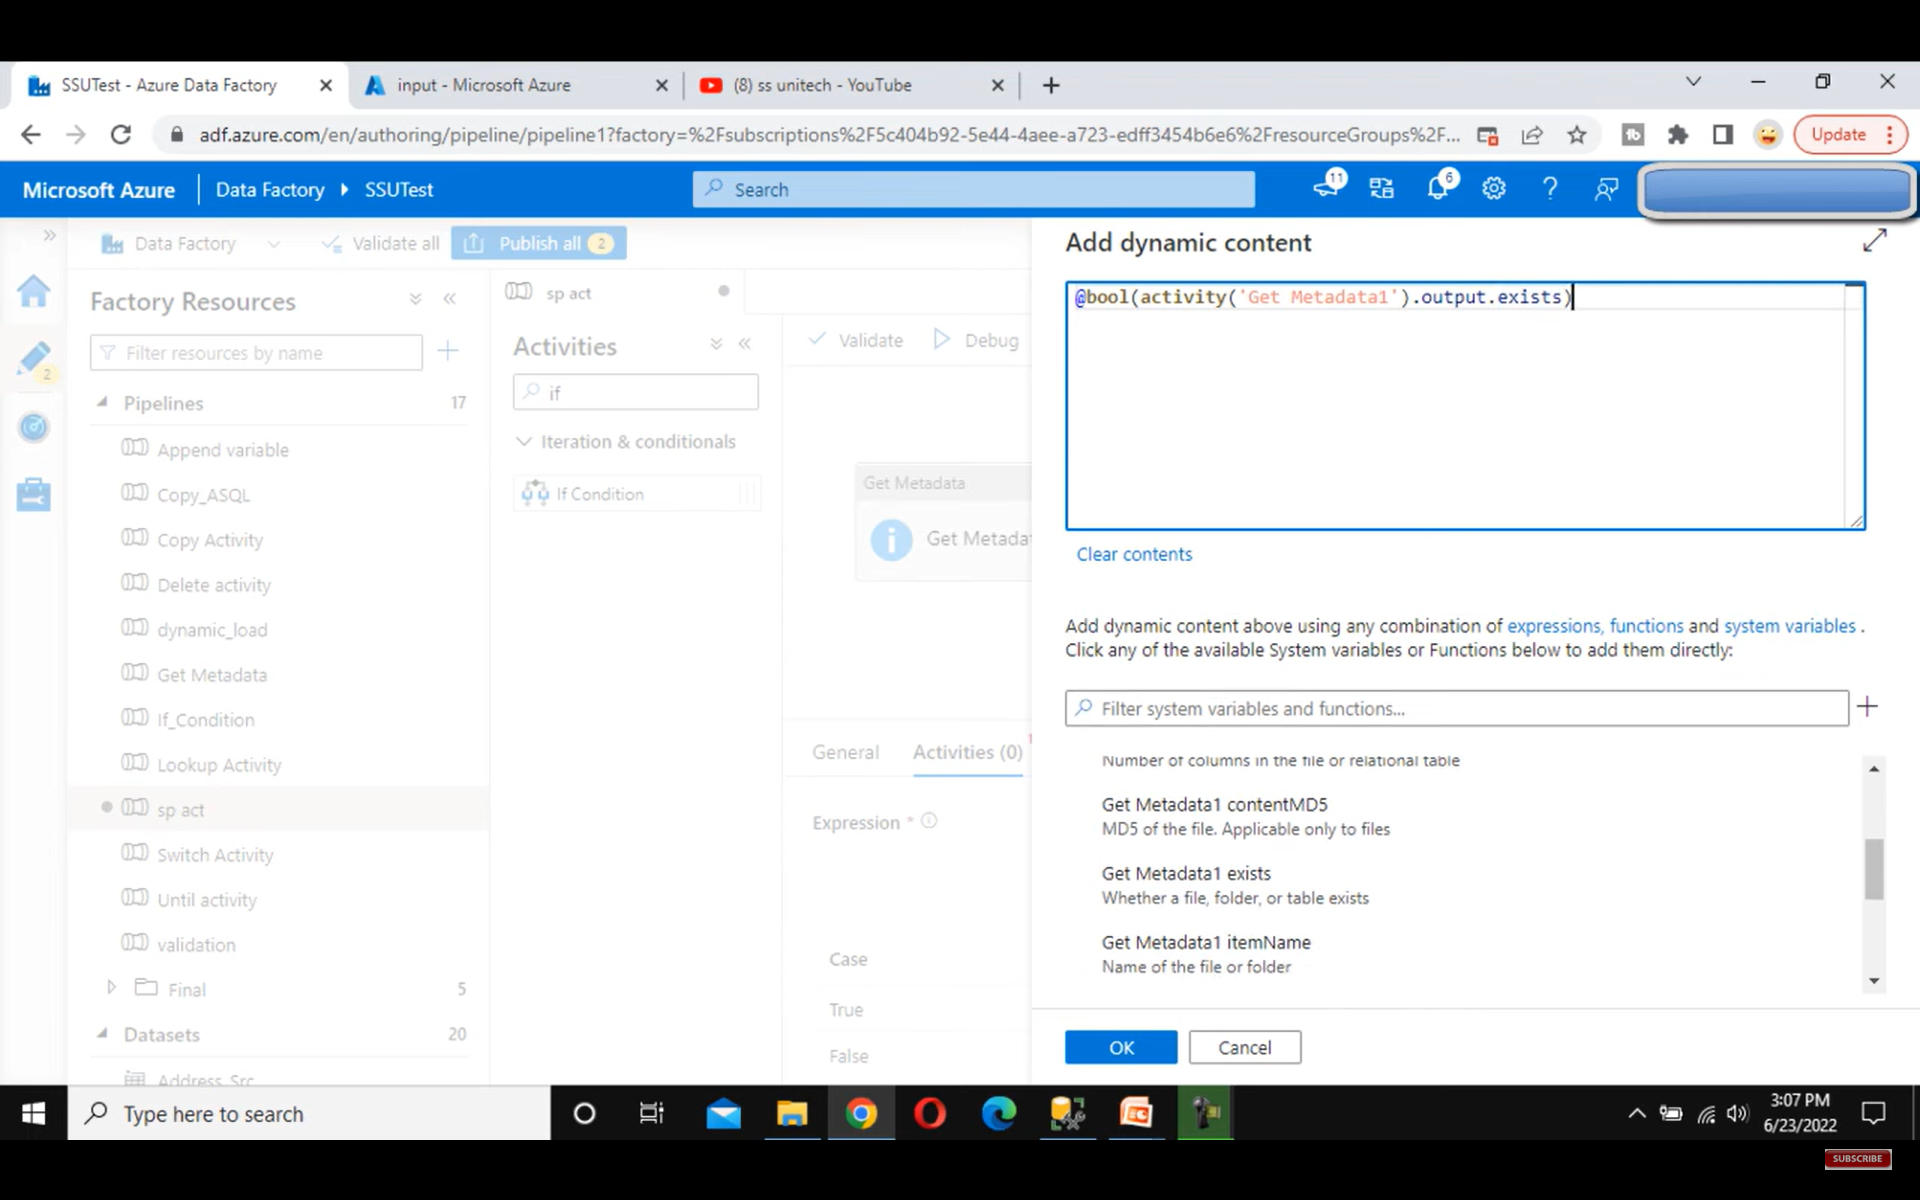 SSUTest - Azure Data Factory
input - Microsoft Azure
(8) ss unitech - YouTube
adf.azure.com/en/authoring/pipeline/pipeline1?factory=%2Fsubscriptions%2F5c404b92-5e44-4aee-a723-edff3454b6e6%2FresourceGroups%2F...
Update
Microsoft Azure
Data Factory
SSUTest
Search
11
6
Data Factory
Validate all
Publish all 2
Add dynamic content
Factory Resources
sp act
@bool(activity('Get Metadata1').output.exists)
Filter resources by name
Activities
Validate
Debug
2
if
Pipelines 17
Iteration & conditionals
Append variable
If Condition
Get Metadata
Copy_ASQL
Get Metadat
Copy Activity
Clear contents
Delete activity
dynamic_load
Add dynamic content above using any combination of expressions, functions and system variables .
Click any of the available System variables or Functions below to add them directly:
Get Metadata
If_Condition
Filter system variables and functions...
Lookup Activity
General
Activities (0)
Number of columns in the file or relational table
sp act
Get Metadata1 contentMD5
MD5 of the file. Applicable only to files
Expression *
Switch Activity
Get Metadata1 exists
Whether a file, folder, or table exists
Until activity
validation
Get Metadata1 itemName
Name of the file or folder
Case
Final 5
True
Datasets 20
False
Address_Src
OK
Cancel
Type here to search
3:07 PM
6/23/2022
SUBSCRIBE